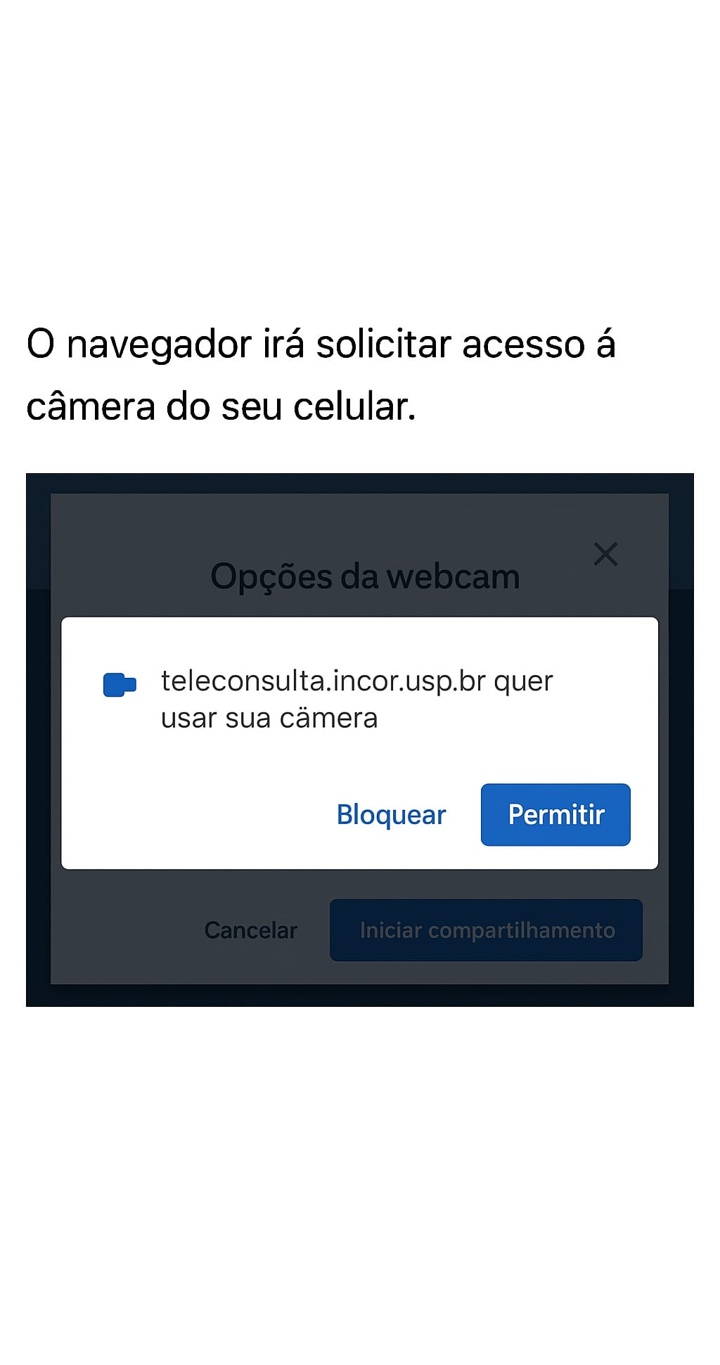 O navegador irá solicitar acesso á
câmera do seu celular.
Opções da webcam
teleconsulta.incor.usp.br quer
usar sua cämera
Bloquear
Permitir
Cancelar
Iniciar compartilhamento